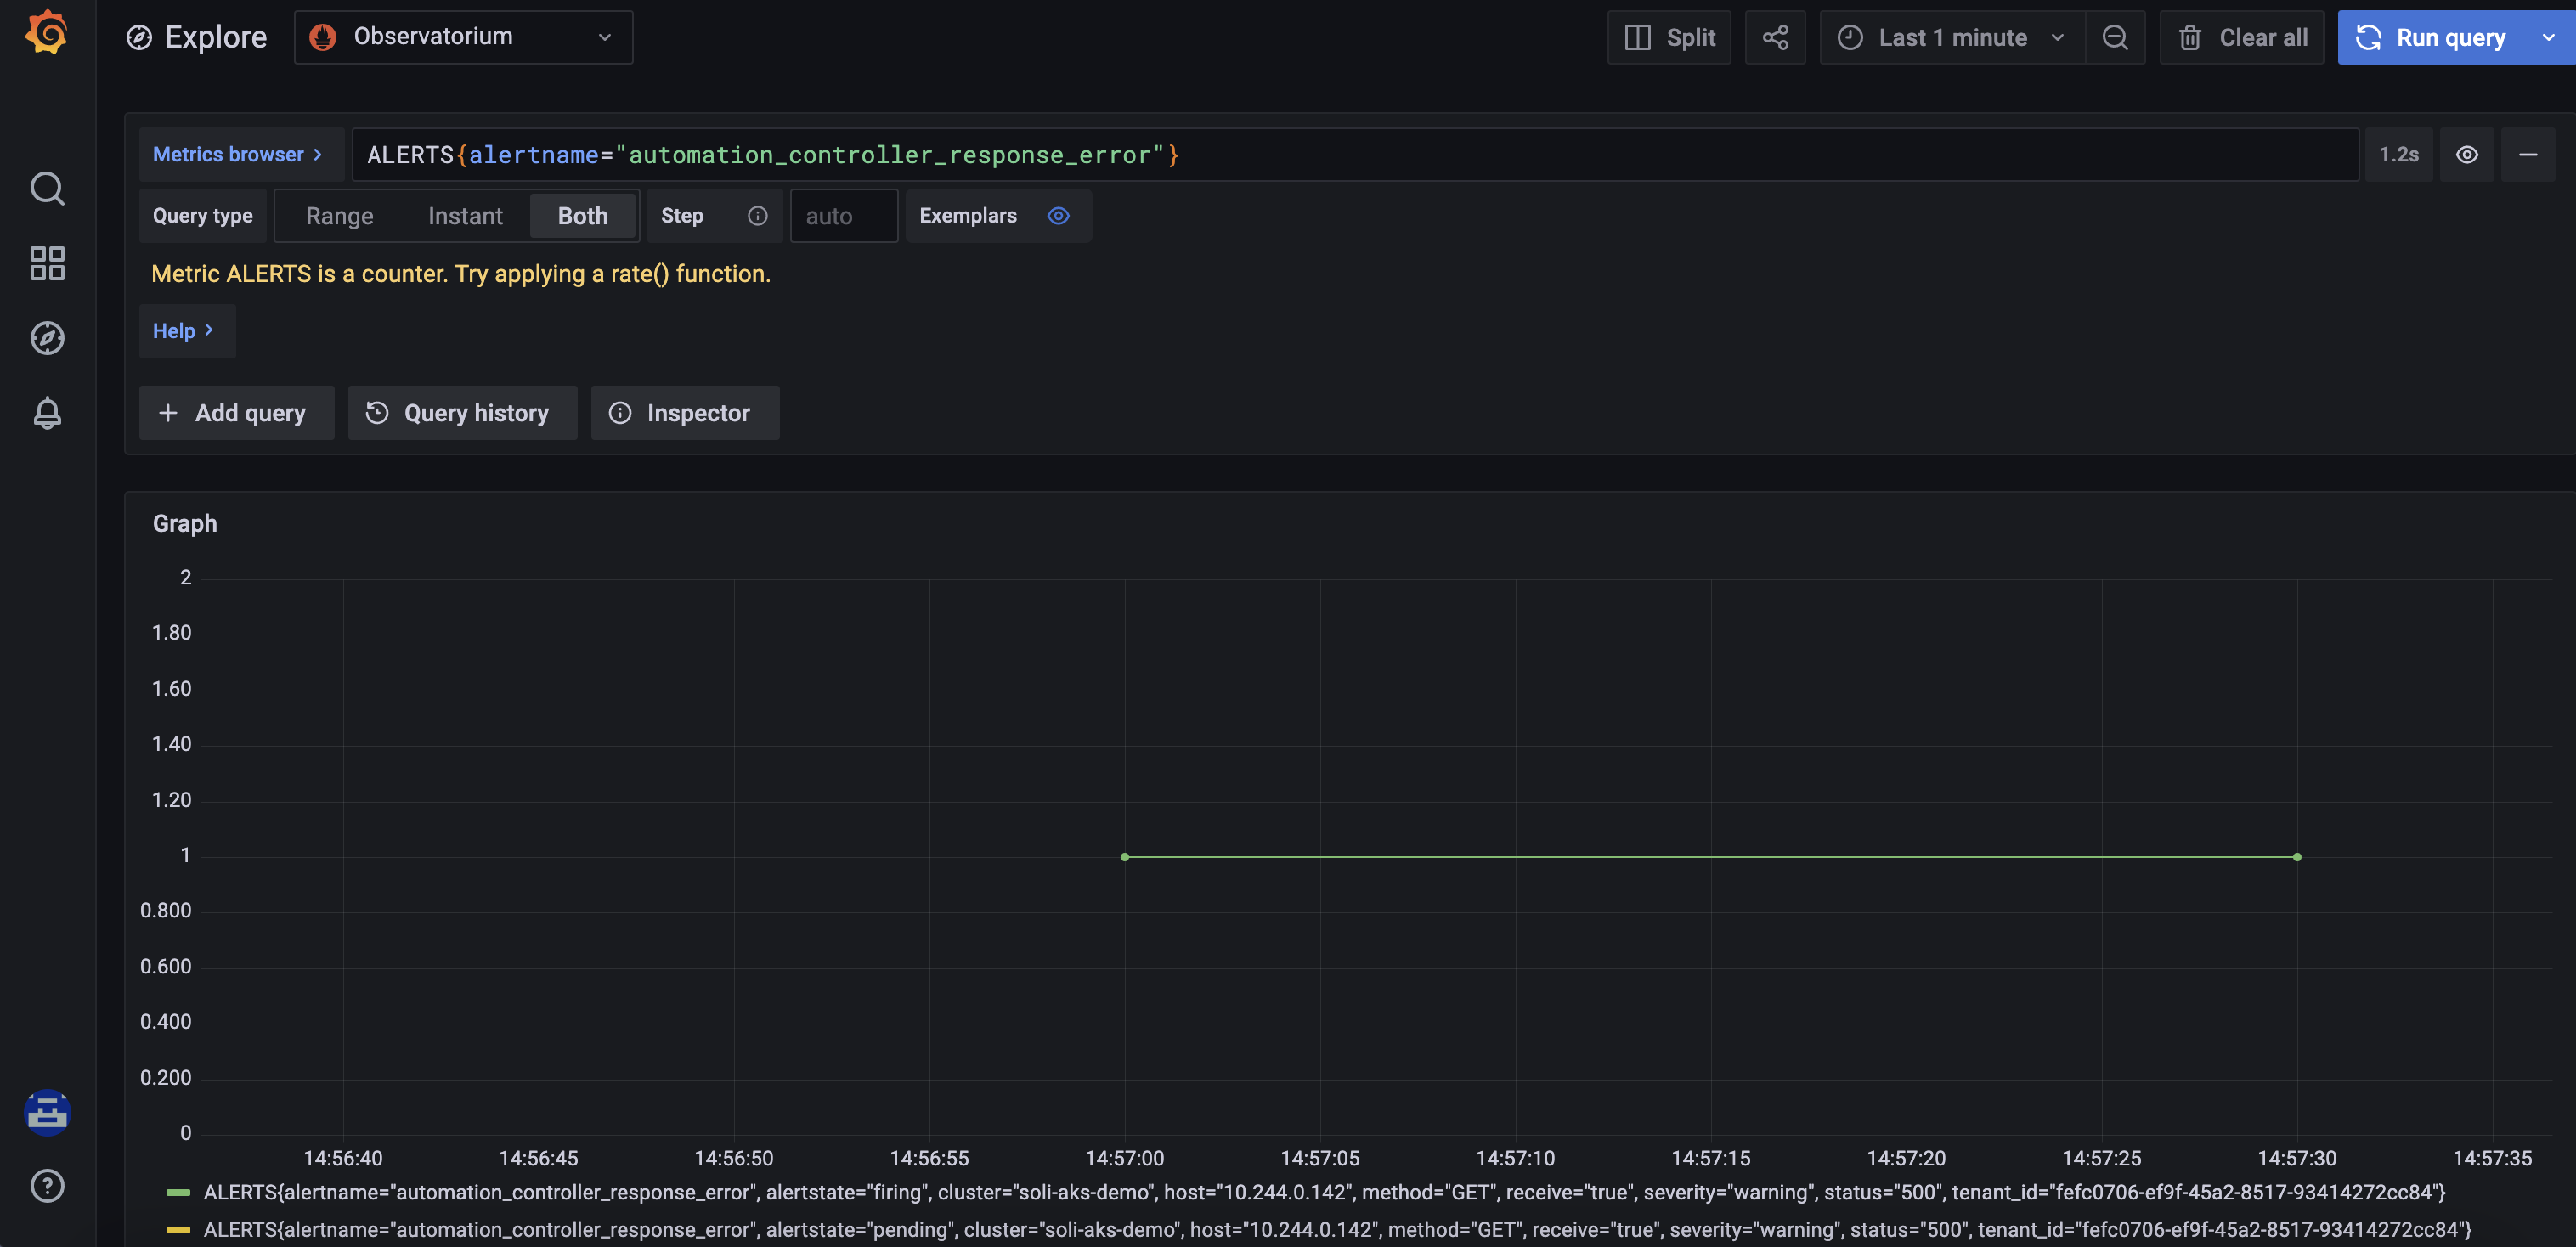 Explore Observatorium Split Last 1 minute Clear all Run query
Metrics browser > ALERTS{alertname="automation_controller_response_error"} 1.2s
Query type Range Instant Both Step auto Exemplars
Metric ALERTS is a counter. Try applying a rate() function.
Help >
+ Add query Query history Inspector
Graph
2
1.80
1.60
1.40
1.20
1
0.800
0.600
0.400
0.200
0
14:56:40 14:56:45 14:56:50 14:56:55 14:57:00 14:57:05 14:57:10 14:57:15 14:57:20 14:57:25 14:57:30 14:57:35
ALERTS{alertname="automation_controller_response_error", alertstate="firing", cluster="soli-aks-demo", host="10.244.0.142", method="GET", receive="true", severity="warning", status="500", tenant_id="fefc0706-ef9f-45a2-8517-93414272cc84"}
ALERTS{alertname="automation_controller_response_error", alertstate="pending", cluster="soli-aks-demo", host="10.244.0.142", method="GET", receive="true", severity="warning", status="500", tenant_id="fefc0706-ef9f-45a2-8517-93414272cc84"}